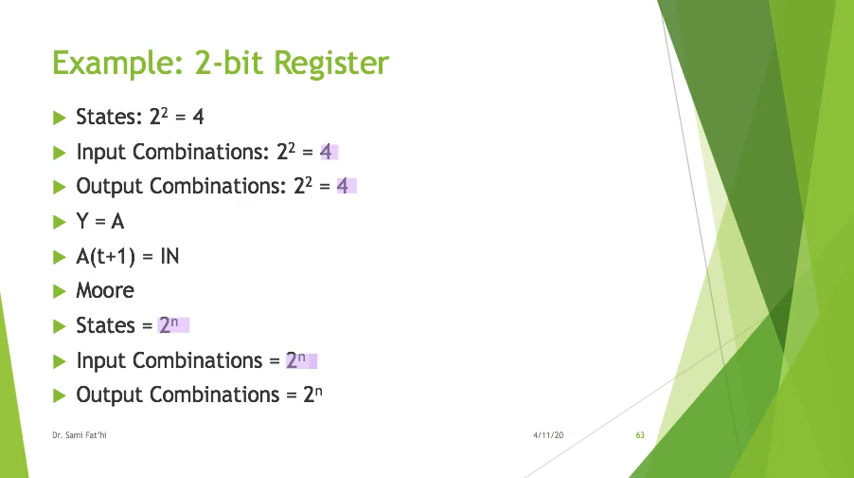 Example: 2-bit Register
States: 2² = 4
Input Combinations: 2² = 4
Output Combinations: 2² = 4
Y = A
A(t+1) = IN
Moore
States = 2ⁿ
Input Combinations = 2ⁿ
Output Combinations = 2ⁿ
Dr. Sami Fat'hi 4/11/20 63